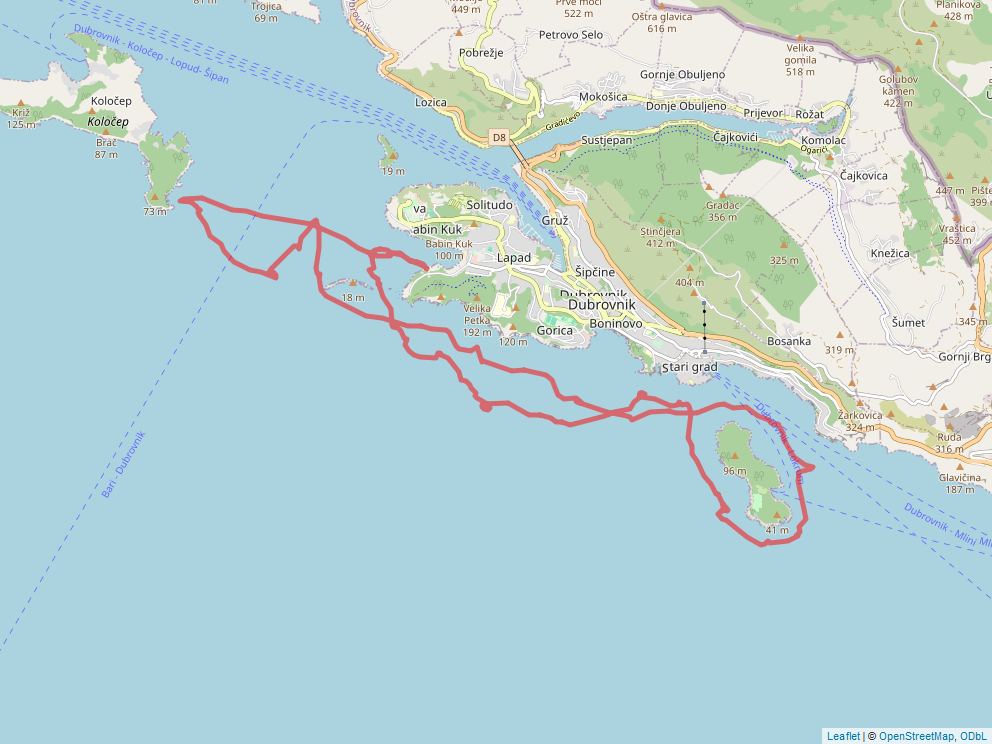 Trojica
69 m
449 m
Prve moći
522 m
Oštra glavica
616 m
Planikova
428 m
Dubrovnik
Dubrovnik - Koločep - Lopud- Šipan
Petrovo Selo
Pobrežje
Velika
gomila
518 m
Golubov
kamen
422 m
Gornje Obuljeno
Mokošica
Donje Obuljeno
Prijevor
Rožat
Lozica
Koločep
Koločep
Križ
125 m
Brač
87 m
Gradićevo
D8
Sustjepan
Čajkovići
Komolac
Ogarići
Čajkovica
19 m
73 m
va
Solitudo
abin Kuk
Babin Kuk
100 m
Gruž
Gradac
356 m
Stinčjera
412 m
447 m
Pište
399 m
Vraštica
452 m
Knežica
325 m
Lapad
Šipčine
404 m
18 m
Dubrovnik
Dubrovnik
Velika
Petka
192 m
Gorica
Boninovo
120 m
Šumet
345 m
Bosanka
319 m
Gornji Brg
Stari grad
Žarkovica
324 m
Ruda
316 m
Glavičina
187 m
Dubrovnik - Lokrum
96 m
41 m
Dubrovnik - Mlini
Bari - Dubrovnik
Leaflet | © OpenStreetMap, ODbL